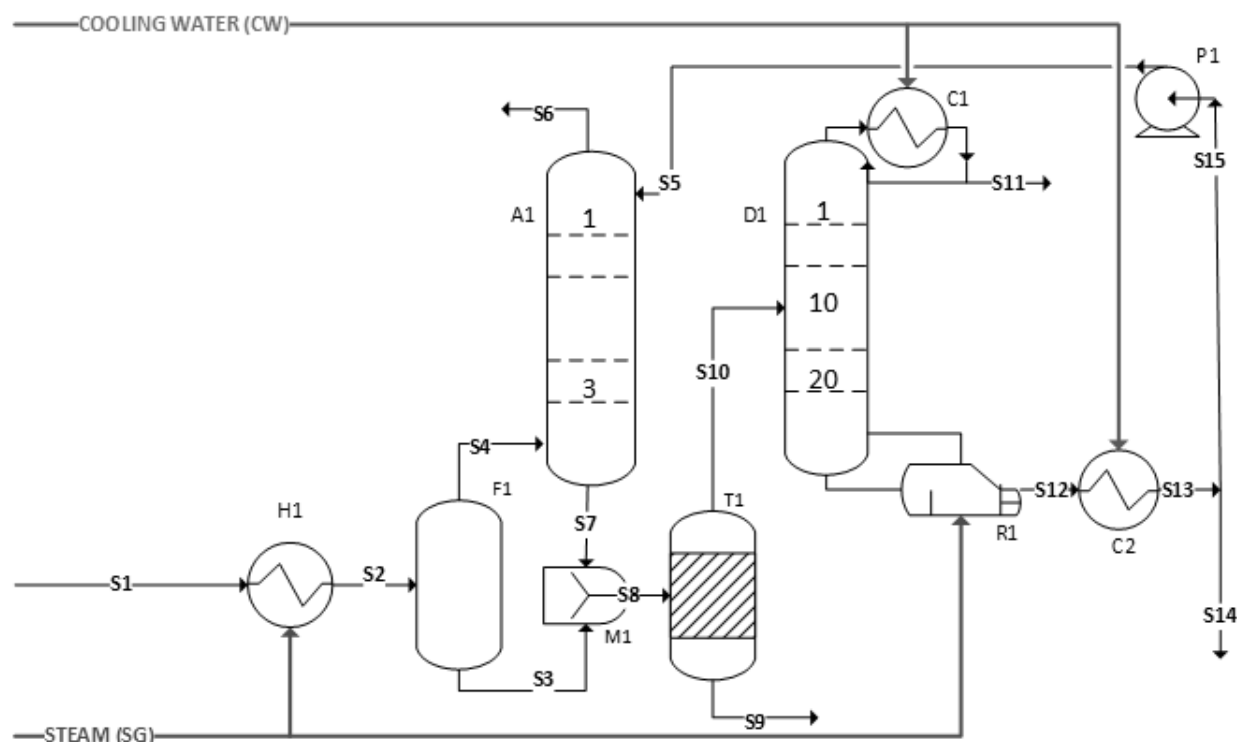 COOLING WATER (CW)
P1
C1
S6
S15
S5
S11
A1
1
D1
1
10
S10
3
20
S4
F1
S7
T1
S12
S13
H1
R1
C2
S1
S2
S8
M1
S14
S3
S9
STEAM (SG)